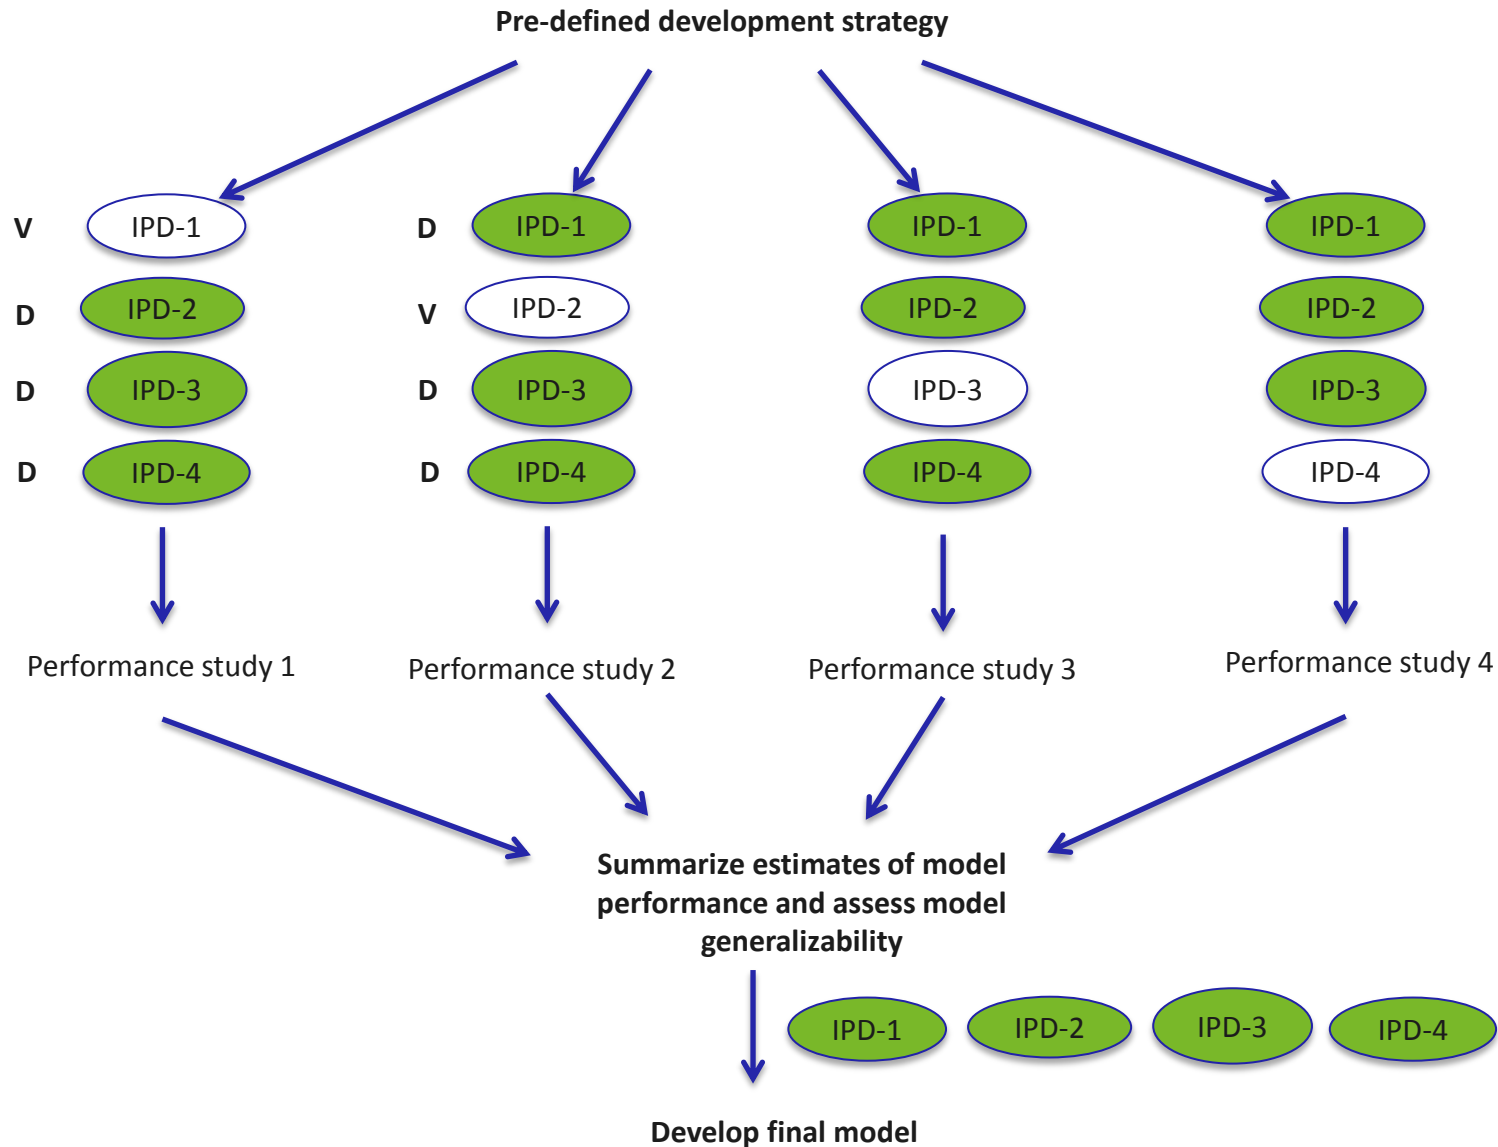 Pre-defined development strategy
V IPD-1 D IPD-1 IPD-1 IPD-1
D IPD-2 V IPD-2 IPD-2 IPD-2
D IPD-3 D IPD-3 IPD-3 IPD-3
D IPD-4 D IPD-4 IPD-4 IPD-4
Performance study 1 Performance study 2 Performance study 3 Performance study 4
Summarize estimates of model
performance and assess model
generalizability
IPD-1 IPD-2 IPD-3 IPD-4
Develop final model